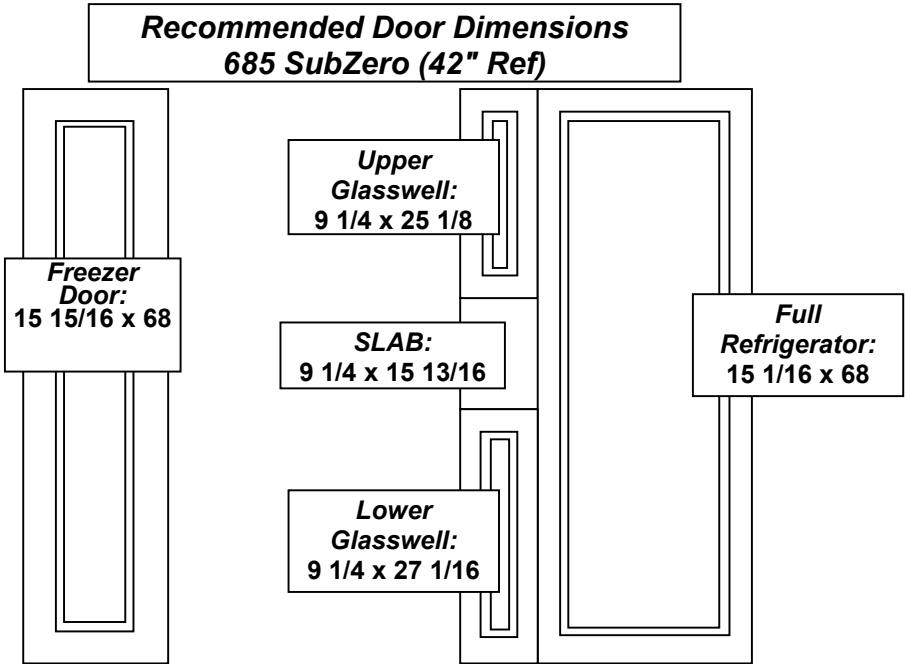 Recommended Door Dimensions
685 SubZero (42" Ref)
Upper
Glasswell:
9 1/4 x 25 1/8
Freezer
Door:
15 15/16 x 68
SLAB:
9 1/4 x 15 13/16
Full
Refrigerator:
15 1/16 x 68
Lower
Glasswell:
9 1/4 x 27 1/16